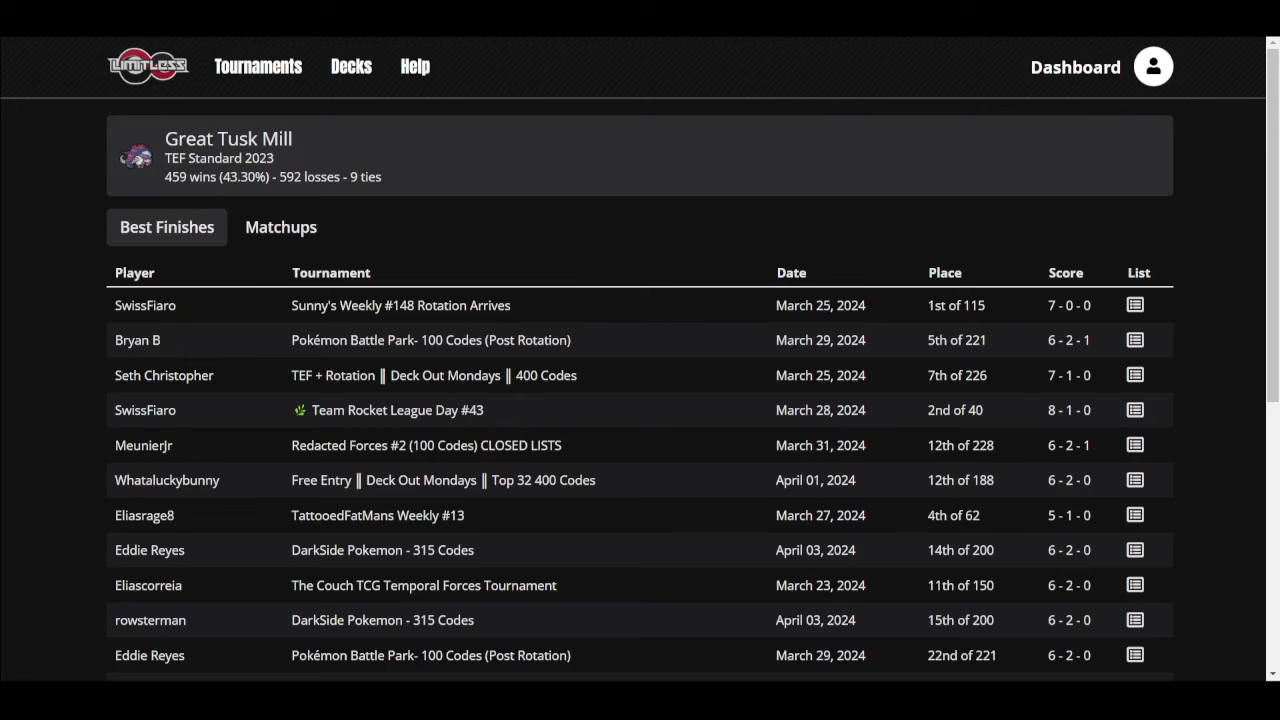 LIMITLESS Tournaments Decks Help Dashboard
Great Tusk Mill
TEF Standard 2023
459 wins (43.30%) - 592 losses - 9 ties
Best Finishes Matchups
Player Tournament Date Place Score List
SwissFiaro Sunny's Weekly #148 Rotation Arrives March 25, 2024 1st of 115 7 - 0 - 0
Bryan B Pokémon Battle Park- 100 Codes (Post Rotation) March 29, 2024 5th of 221 6 - 2 - 1
Seth Christopher TEF + Rotation ║ Deck Out Mondays ║ 400 Codes March 25, 2024 7th of 226 7 - 1 - 0
SwissFiaro 🌿 Team Rocket League Day #43 March 28, 2024 2nd of 40 8 - 1 - 0
MeunierJr Redacted Forces #2 (100 Codes) CLOSED LISTS March 31, 2024 12th of 228 6 - 2 - 1
Whataluckybunny Free Entry ║ Deck Out Mondays ║ Top 32 400 Codes April 01, 2024 12th of 188 6 - 2 - 0
Eliasrage8 TattooedFatMans Weekly #13 March 27, 2024 4th of 62 5 - 1 - 0
Eddie Reyes DarkSide Pokemon - 315 Codes April 03, 2024 14th of 200 6 - 2 - 0
Eliascorreia The Couch TCG Temporal Forces Tournament March 23, 2024 11th of 150 6 - 2 - 0
rowsterman DarkSide Pokemon - 315 Codes April 03, 2024 15th of 200 6 - 2 - 0
Eddie Reyes Pokémon Battle Park- 100 Codes (Post Rotation) March 29, 2024 22nd of 221 6 - 2 - 0